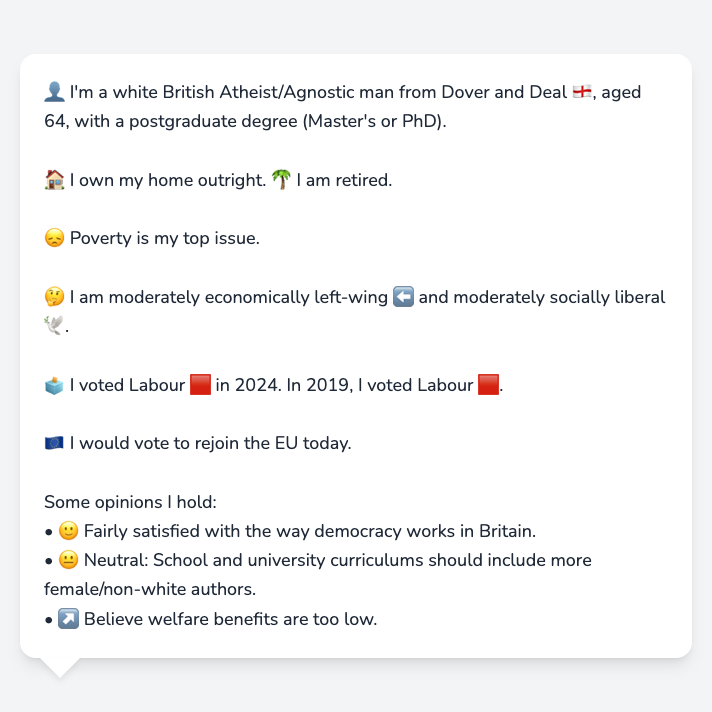 👤 I'm a white British Atheist/Agnostic man from Dover and Deal 🏴󠁧󠁢󠁥󠁮󠁧󠁿, aged
64, with a postgraduate degree (Master's or PhD).
🏠 I own my home outright. 🌴 I am retired.
😞 Poverty is my top issue.
🤔 I am moderately economically left-wing ⬅️ and moderately socially liberal
🕊️.
🗳️ I voted Labour 🟥 in 2024. In 2019, I voted Labour 🟥.
🇪🇺 I would vote to rejoin the EU today.
Some opinions I hold:
• 🙂 Fairly satisfied with the way democracy works in Britain.
• 😐 Neutral: School and university curriculums should include more
female/non-white authors.
• ↗️ Believe welfare benefits are too low.